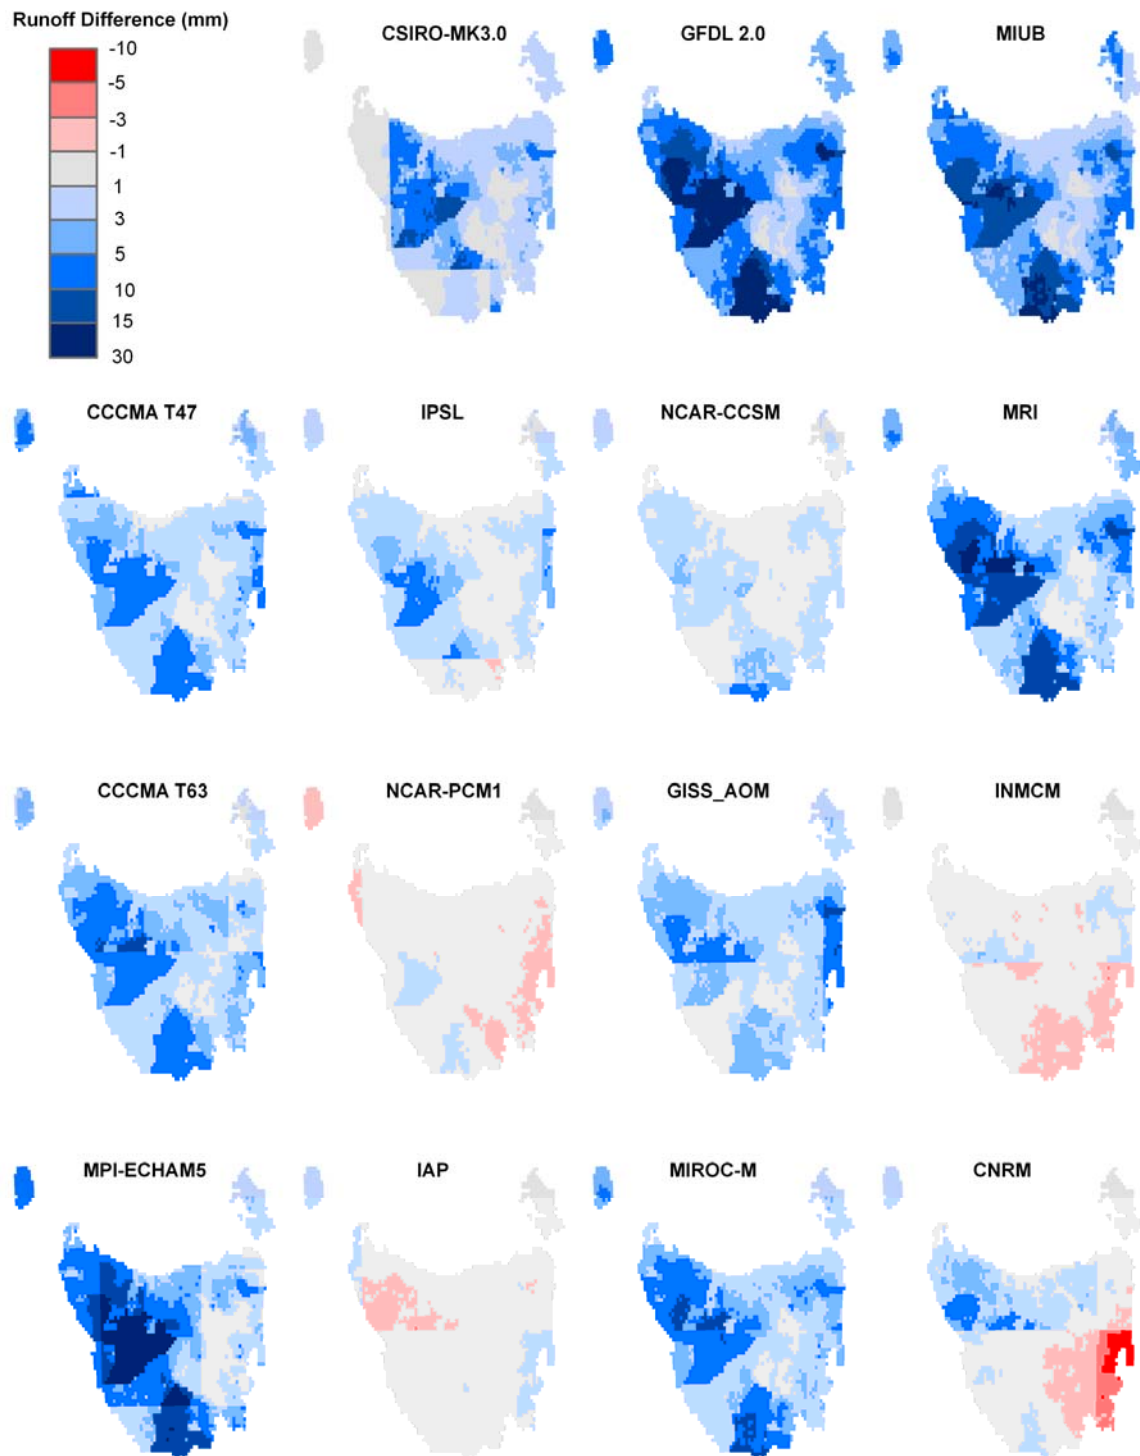 Runoff Difference (mm)
-10
-5
-3
-1
1
3
5
10
15
30
CSIRO-MK3.0
GFDL 2.0
MIUB
CCCMA T47
IPSL
NCAR-CCSM
MRI
CCCMA T63
NCAR-PCM1
GISS_AOM
INMCM
MPI-ECHAM5
IAP
MIROC-M
CNRM